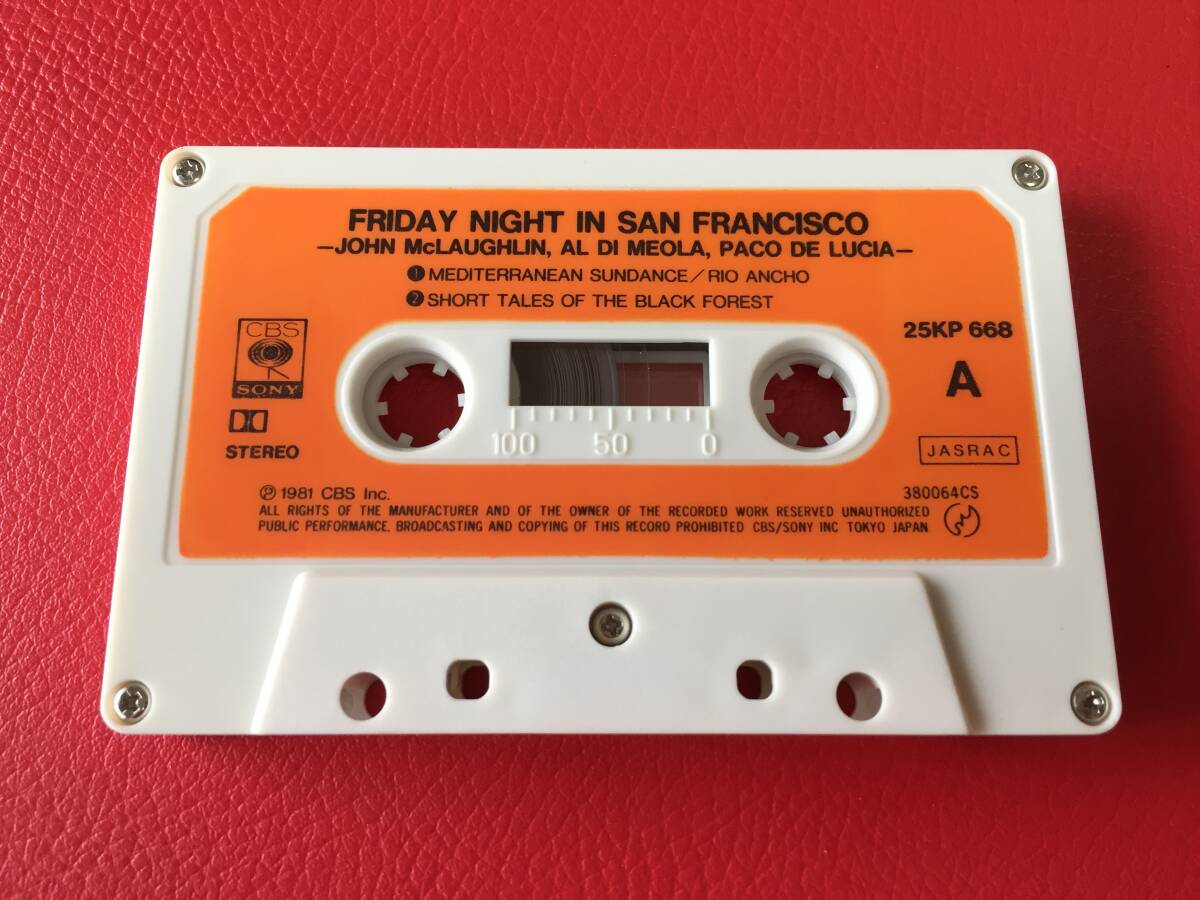 FRIDAY NIGHT IN SAN FRANCISCO
—JOHN McLAUGHLIN, AL DI MEOLA, PACO DE LUCIA—
❶ MEDITERRANEAN SUNDANCE/RIO ANCHO
❷ SHORT TALES OF THE BLACK FOREST
CBS
SONY
STEREO
25KP 668
A
JASRAC
100 50 0
Ⓟ 1981 CBS Inc.
380064CS
ALL RIGHTS OF THE MANUFACTURER AND OF THE OWNER OF THE RECORDED WORK RESERVED UNAUTHORIZED
PUBLIC PERFORMANCE, BROADCASTING AND COPYING OF THIS RECORD PROHIBITED CBS/SONY INC TOKYO JAPAN